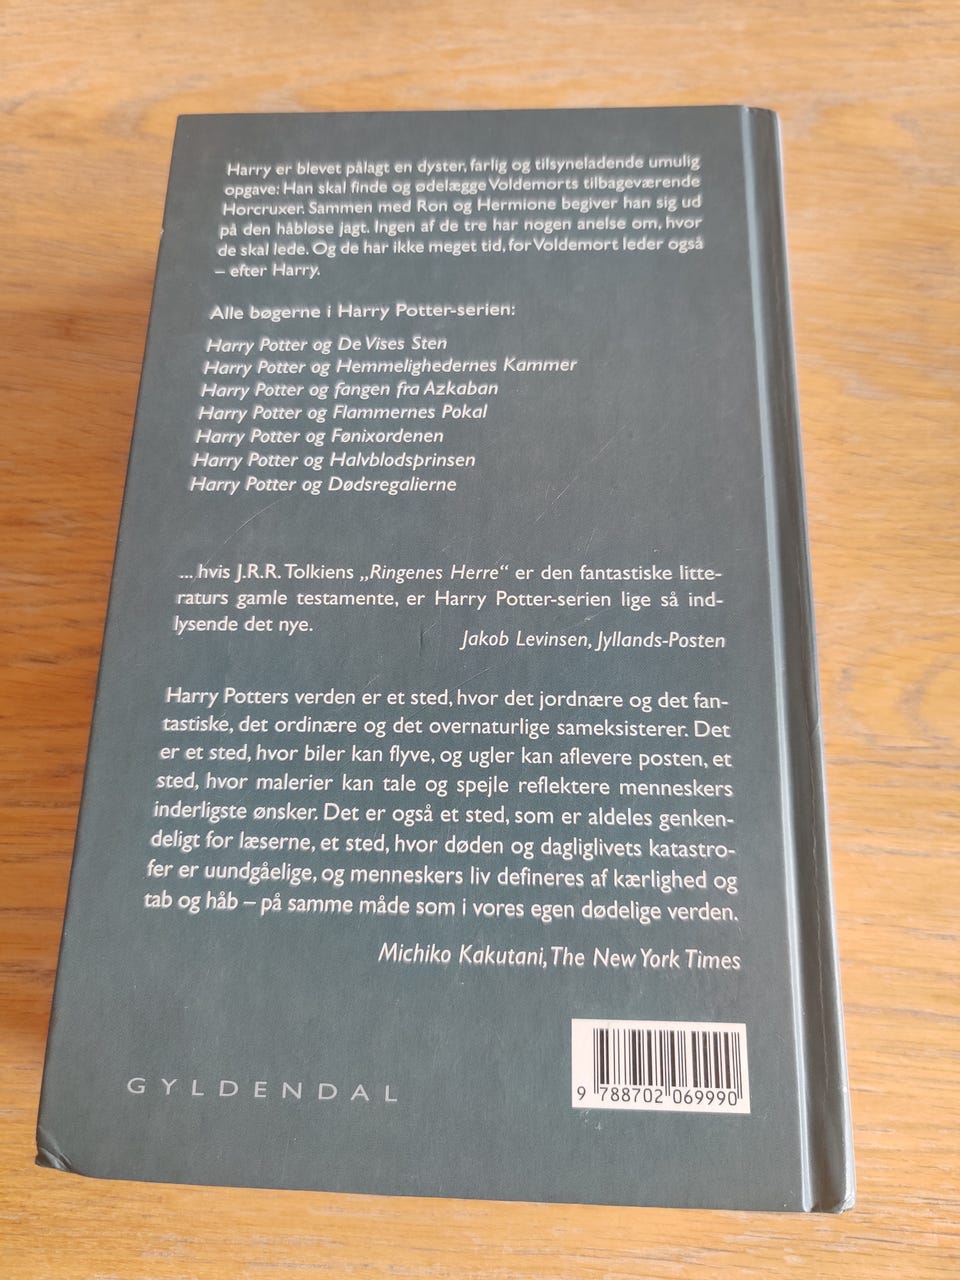 Harry er blevet pålagt en dyster, farlig og tilsyneladende umulig
opgave: Han skal finde og ødelægge Voldemorts tilbageværende
Horcruxer. Sammen med Ron og Hermione begiver han sig ud
på den håbløse jagt. Ingen af de tre har nogen anelse om, hvor
de skal lede. Og de har ikke meget tid, for Voldemort leder også
– efter Harry.
Alle bøgerne i Harry Potter-serien:
Harry Potter og De Vises Sten
Harry Potter og Hemmelighedernes Kammer
Harry Potter og fangen fra Azkaban
Harry Potter og Flammernes Pokal
Harry Potter og Fønixordenen
Harry Potter og Halvblodsprinsen
Harry Potter og Dødsregalierne
... hvis J.R.R. Tolkiens „Ringenes Herre“ er den fantastiske litte-
raturs gamle testamente, er Harry Potter-serien lige så ind-
lysende det nye.
Jakob Levinsen, Jyllands-Posten
Harry Potters verden er et sted, hvor det jordnære og det fan-
tastiske, det ordinære og det overnaturlige sameksisterer. Det
er et sted, hvor biler kan flyve, og ugler kan aflevere posten, et
sted, hvor malerier kan tale og spejle reflektere menneskers
inderligste ønsker. Det er også et sted, som er aldeles genken-
deligt for læserne, et sted, hvor døden og dagliglivets katastro-
fer er uundgåelige, og menneskers liv defineres af kærlighed og
tab og håb – på samme måde som i vores egen dødelige verden.
Michiko Kakutani, The New York Times
GYLDENDAL
9 788702 069990